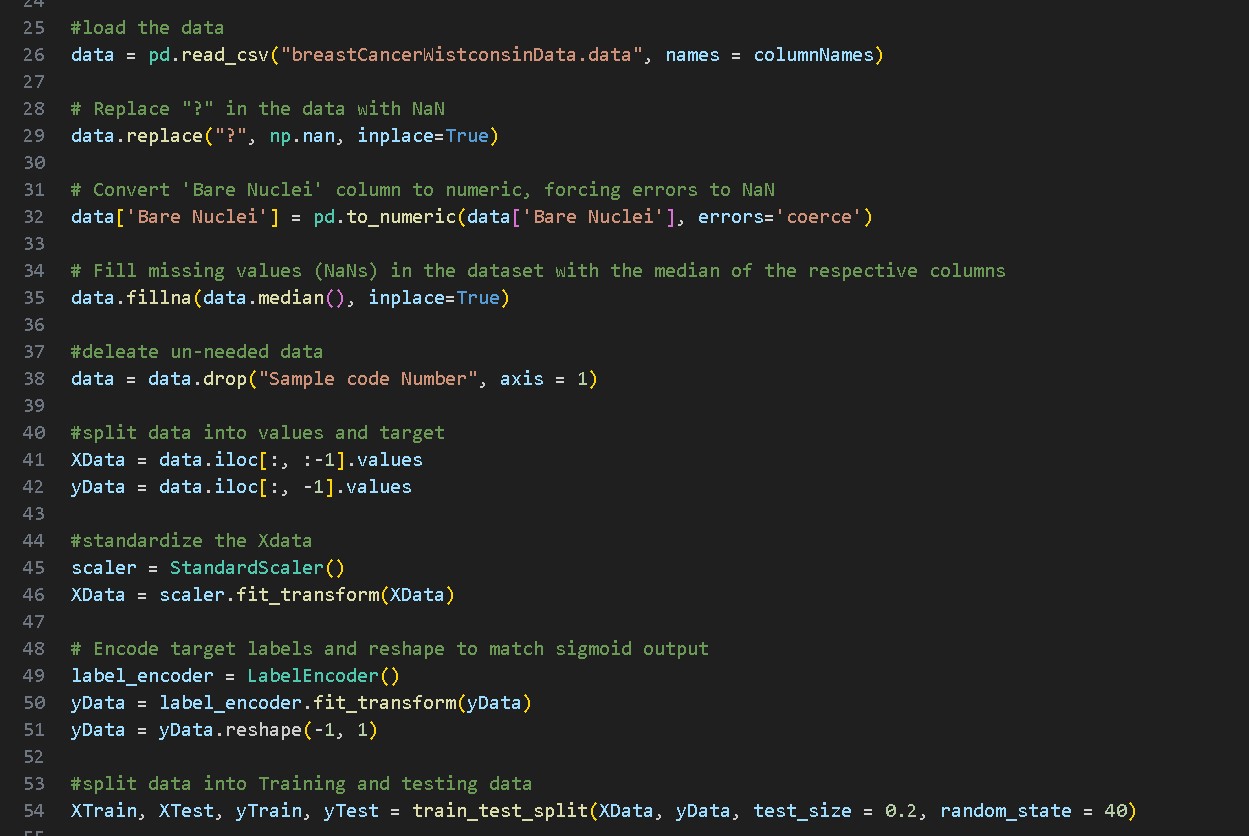 24
25 #load the data
26 data = pd.read_csv("breastCancerWistconsinData.data", names = columnNames)
27
28 # Replace "?" in the data with NaN
29 data.replace("?", np.nan, inplace=True)
30
31 # Convert 'Bare Nuclei' column to numeric, forcing errors to NaN
32 data['Bare Nuclei'] = pd.to_numeric(data['Bare Nuclei'], errors='coerce')
33
34 # Fill missing values (NaNs) in the dataset with the median of the respective columns
35 data.fillna(data.median(), inplace=True)
36
37 #deleate un-needed data
38 data = data.drop("Sample code Number", axis = 1)
39
40 #split data into values and target
41 XData = data.iloc[:, :-1].values
42 yData = data.iloc[:, -1].values
43
44 #standardize the Xdata
45 scaler = StandardScaler()
46 XData = scaler.fit_transform(XData)
47
48 # Encode target labels and reshape to match sigmoid output
49 label_encoder = LabelEncoder()
50 yData = label_encoder.fit_transform(yData)
51 yData = yData.reshape(-1, 1)
52
53 #split data into Training and testing data
54 XTrain, XTest, yTrain, yTest = train_test_split(XData, yData, test_size = 0.2, random_state = 40)
55